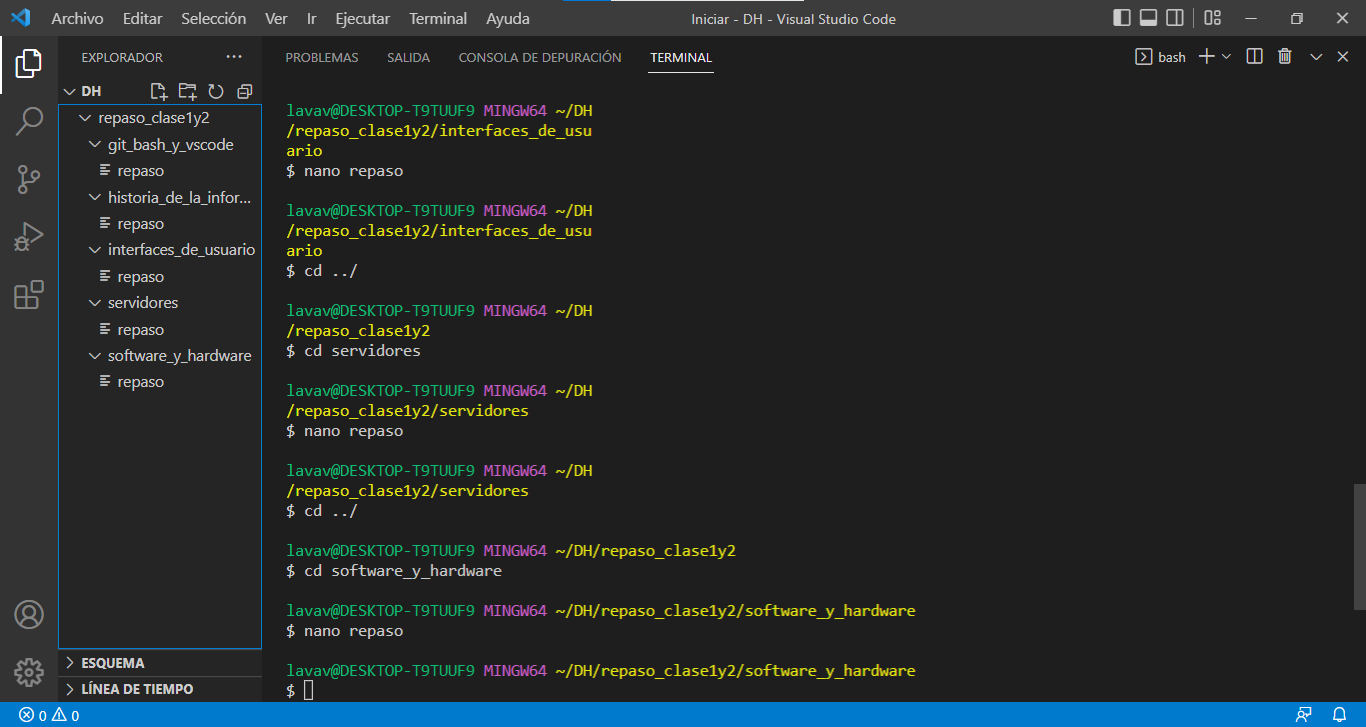 Archivo Editar Selección Ver Ir Ejecutar Terminal Ayuda
Iniciar - DH - Visual Studio Code
EXPLORADOR
DH
repaso_clase1y2
git_bash_y_vscode
repaso
historia_de_la_infor...
repaso
interfaces_de_usuario
repaso
servidores
repaso
software_y_hardware
repaso
ESQUEMA
LÍNEA DE TIEMPO
PROBLEMAS SALIDA CONSOLA DE DEPURACIÓN TERMINAL
bash
lavav@DESKTOP-T9TUUF9 MINGW64 ~/DH
/repaso_clase1y2/interfaces_de_usu
ario
$ nano repaso
lavav@DESKTOP-T9TUUF9 MINGW64 ~/DH
/repaso_clase1y2/interfaces_de_usu
ario
$ cd ../
lavav@DESKTOP-T9TUUF9 MINGW64 ~/DH
/repaso_clase1y2
$ cd servidores
lavav@DESKTOP-T9TUUF9 MINGW64 ~/DH
/repaso_clase1y2/servidores
$ nano repaso
lavav@DESKTOP-T9TUUF9 MINGW64 ~/DH
/repaso_clase1y2/servidores
$ cd ../
lavav@DESKTOP-T9TUUF9 MINGW64 ~/DH/repaso_clase1y2
$ cd software_y_hardware
lavav@DESKTOP-T9TUUF9 MINGW64 ~/DH/repaso_clase1y2/software_y_hardware
$ nano repaso
lavav@DESKTOP-T9TUUF9 MINGW64 ~/DH/repaso_clase1y2/software_y_hardware
$
0 0